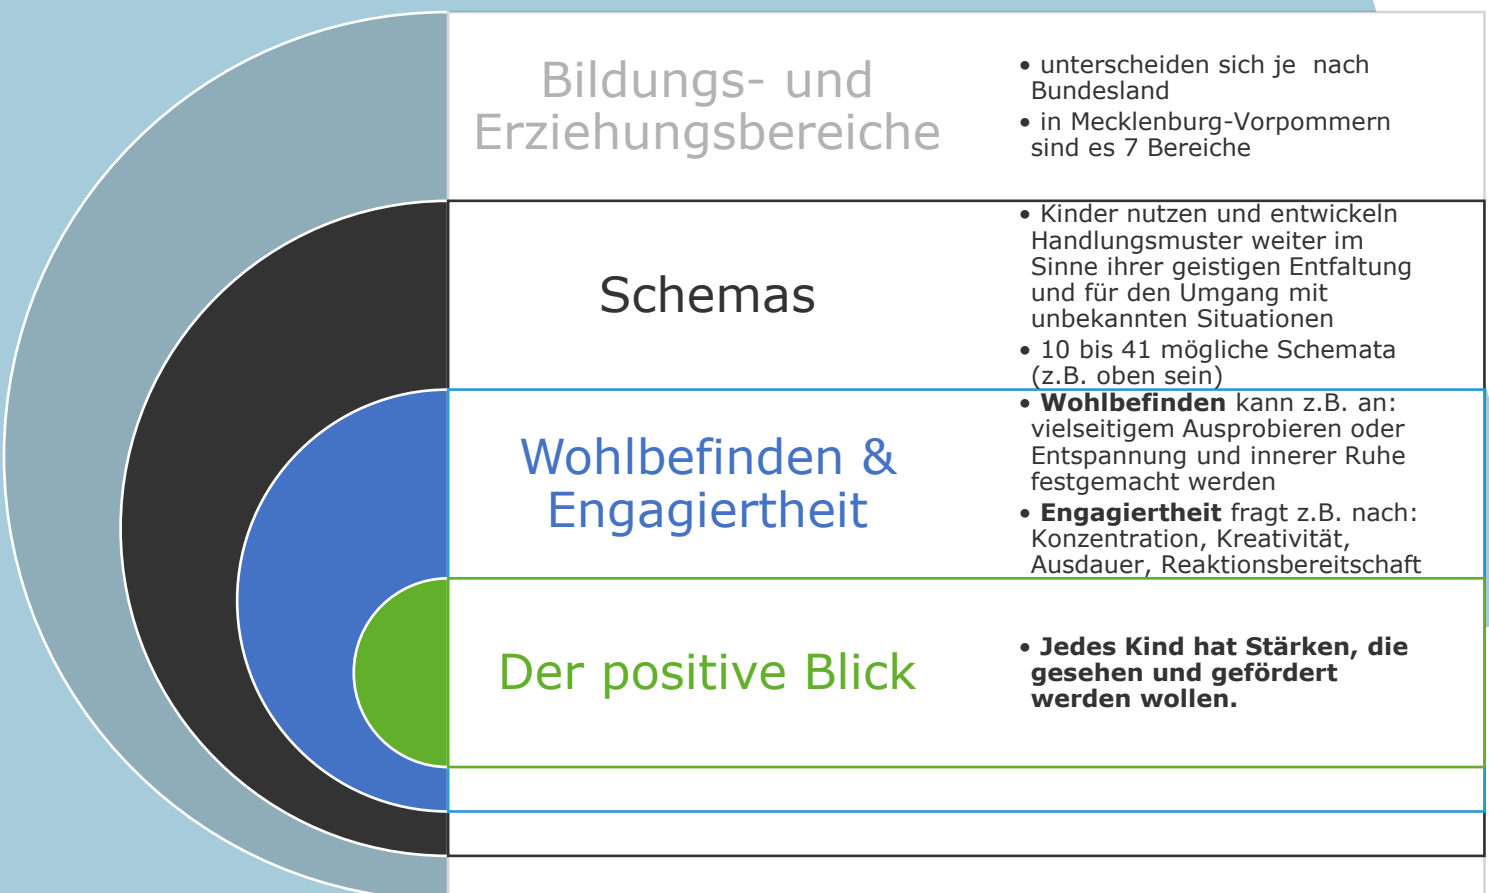 Bildungs- und
Erziehungsbereiche
• unterscheiden sich je  nach
Bundesland
• in Mecklenburg-Vorpommern
sind es 7 Bereiche
Schemas
• Kinder nutzen und entwickeln
Handlungsmuster weiter im
Sinne ihrer geistigen Entfaltung
und für den Umgang mit
unbekannten Situationen
• 10 bis 41 mögliche Schemata
(z.B. oben sein)
Wohlbefinden &
Engagiertheit
• Wohlbefinden kann z.B. an:
vielseitigem Ausprobieren oder
Entspannung und innerer Ruhe
festgemacht werden
• Engagiertheit fragt z.B. nach:
Konzentration, Kreativität,
Ausdauer, Reaktionsbereitschaft
Der positive Blick
• Jedes Kind hat Stärken, die
gesehen und gefördert
werden wollen.